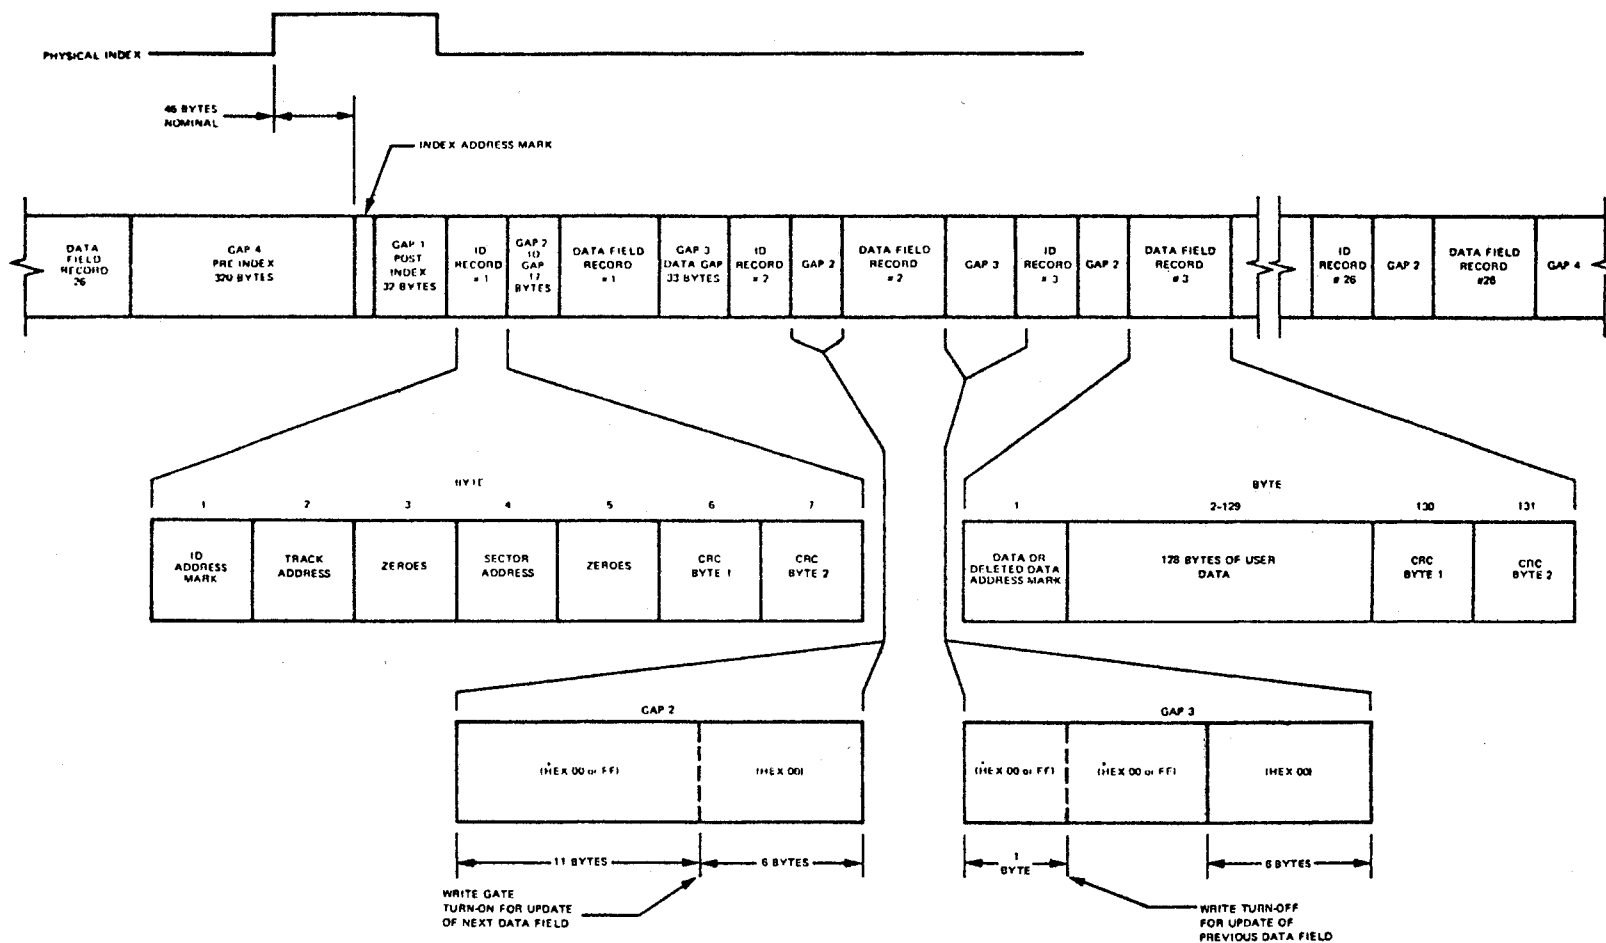 PHYSICAL INDEX
46 BYTES
NOMINAL
INDEX ADDRESS MARK
DATA
FIELD
RECORD
26
GAP 4
PRE INDEX
320 BYTES
GAP 1
POST
INDEX
32 BYTES
ID
RECORD
# 1
GAP 2
ID
GAP
17
BYTES
DATA FIELD
RECORD
# 1
GAP 3
DATA GAP
33 BYTES
ID
RECORD
# 2
GAP 2
DATA FIELD
RECORD
# 2
GAP 3
ID
RECORD
# 3
GAP 2
DATA FIELD
RECORD
# 3
ID
RECORD
# 26
GAP 2
DATA FIELD
RECORD
#26
GAP 4
BYTE
1 2 3 4 5 6 7
ID
ADDRESS
MARK
TRACK
ADDRESS
ZEROES
SECTOR
ADDRESS
ZEROES
CRC
BYTE 1
CRC
BYTE 2
BYTE
1 2-129 130 131
DATA OR
DELETED DATA
ADDRESS MARK
128 BYTES OF USER
DATA
CRC
BYTE 1
CRC
BYTE 2
GAP 2
(HEX 00 or FF)
(HEX 00)
11 BYTES
6 BYTES
WRITE GATE
TURN-ON FOR UPDATE
OF NEXT DATA FIELD
GAP 3
(HEX 00 or FF)
(HEX 00 or FF)
(HEX 00)
1
BYTE
6 BYTES
WRITE TURN-OFF
FOR UPDATE OF
PREVIOUS DATA FIELD